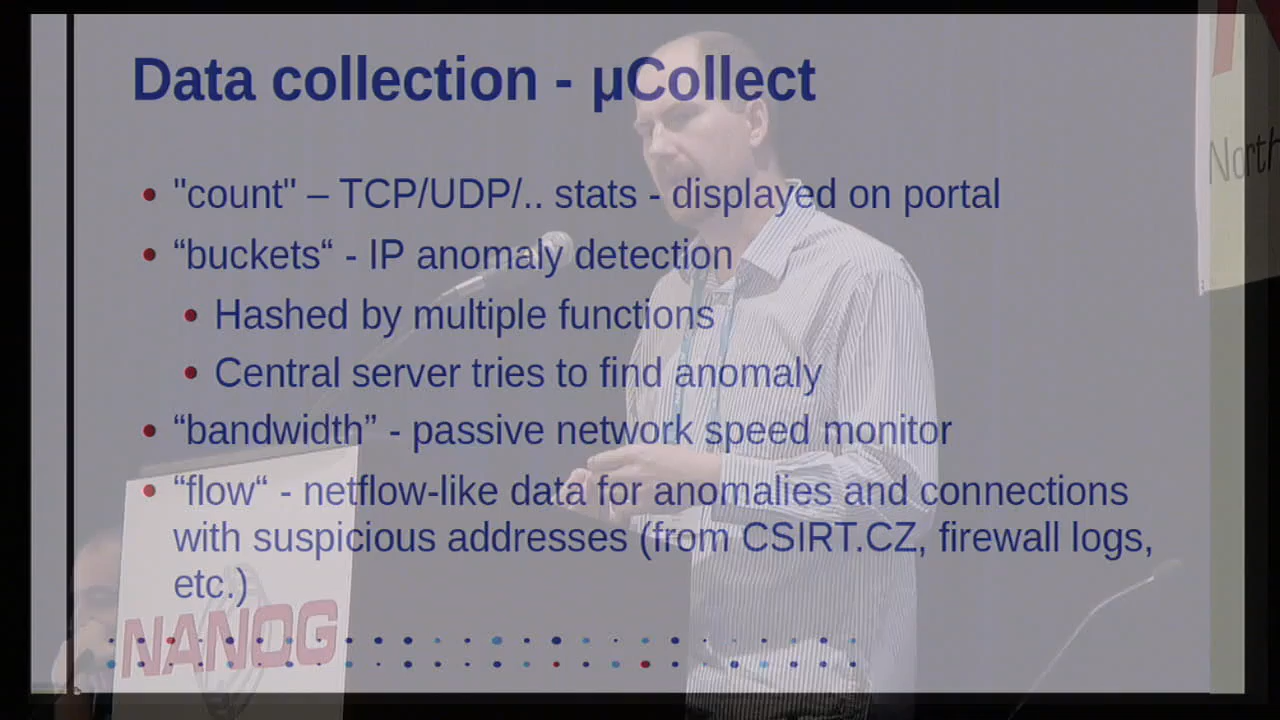 Data collection - µCollect
"count" – TCP/UDP/.. stats - displayed on portal
“buckets“ - IP anomaly detection
Hashed by multiple functions
Central server tries to find anomaly
“bandwidth” - passive network speed monitor
“flow“ - netflow-like data for anomalies and connections
with suspicious addresses (from CSIRT.CZ, firewall logs,
etc.)
North
NANOG